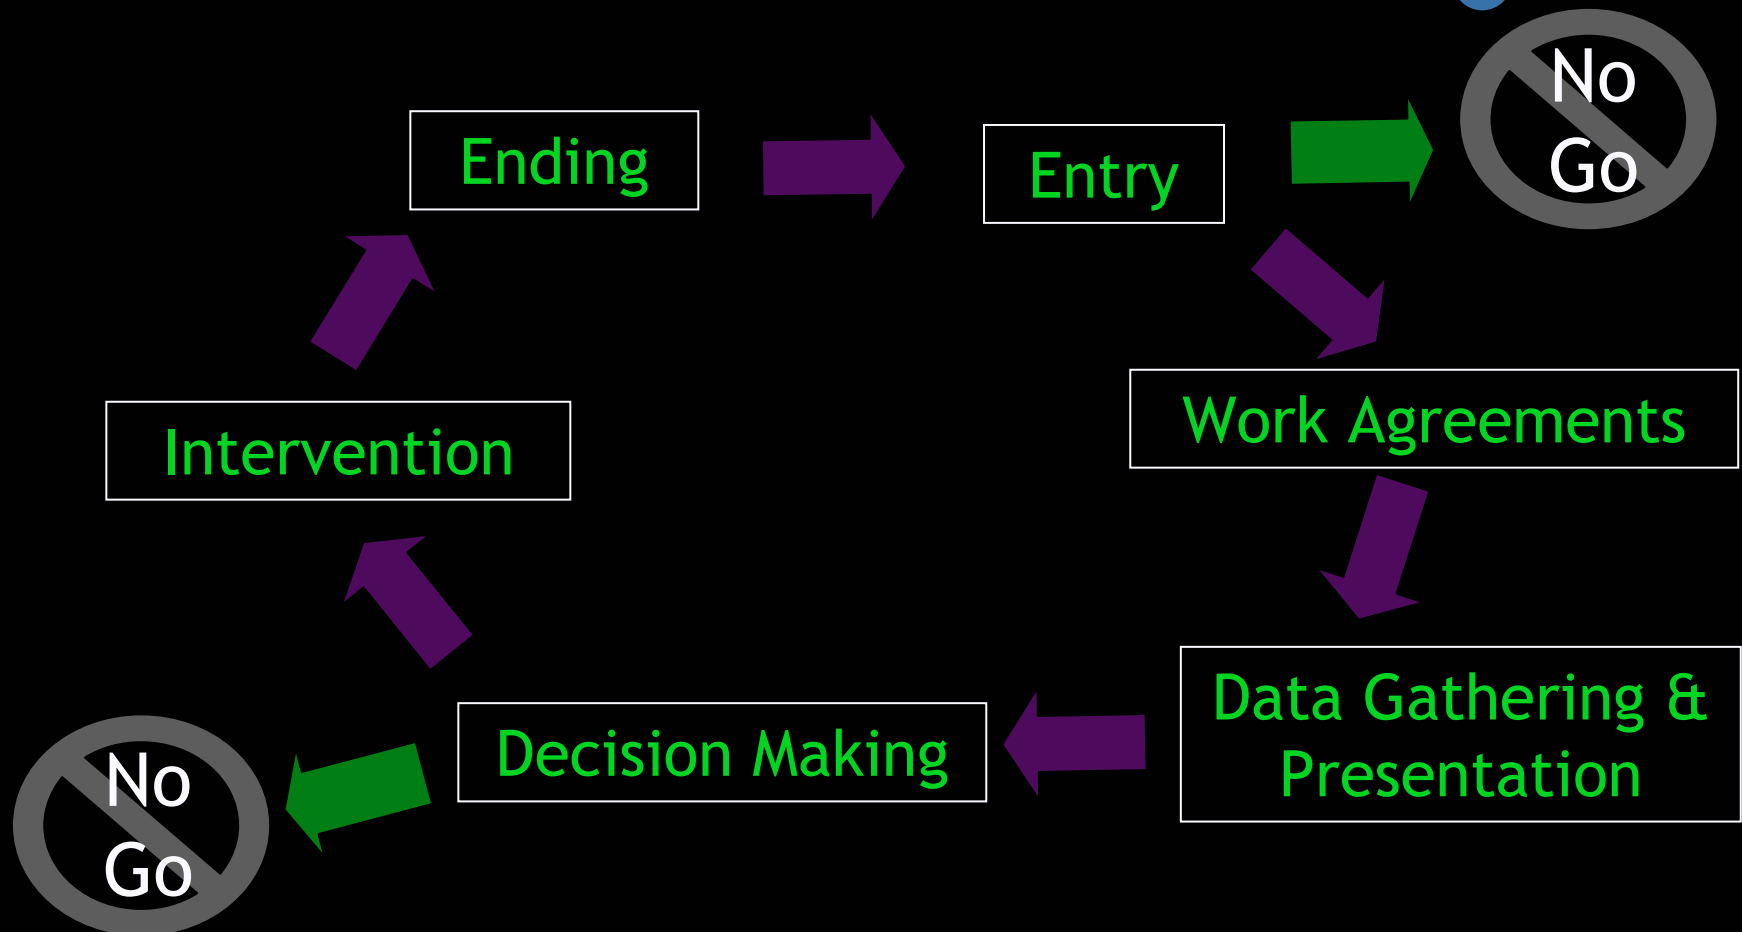 Ending
Entry
No
Go
Work Agreements
Intervention
Data Gathering &
Presentation
Decision Making
No
Go